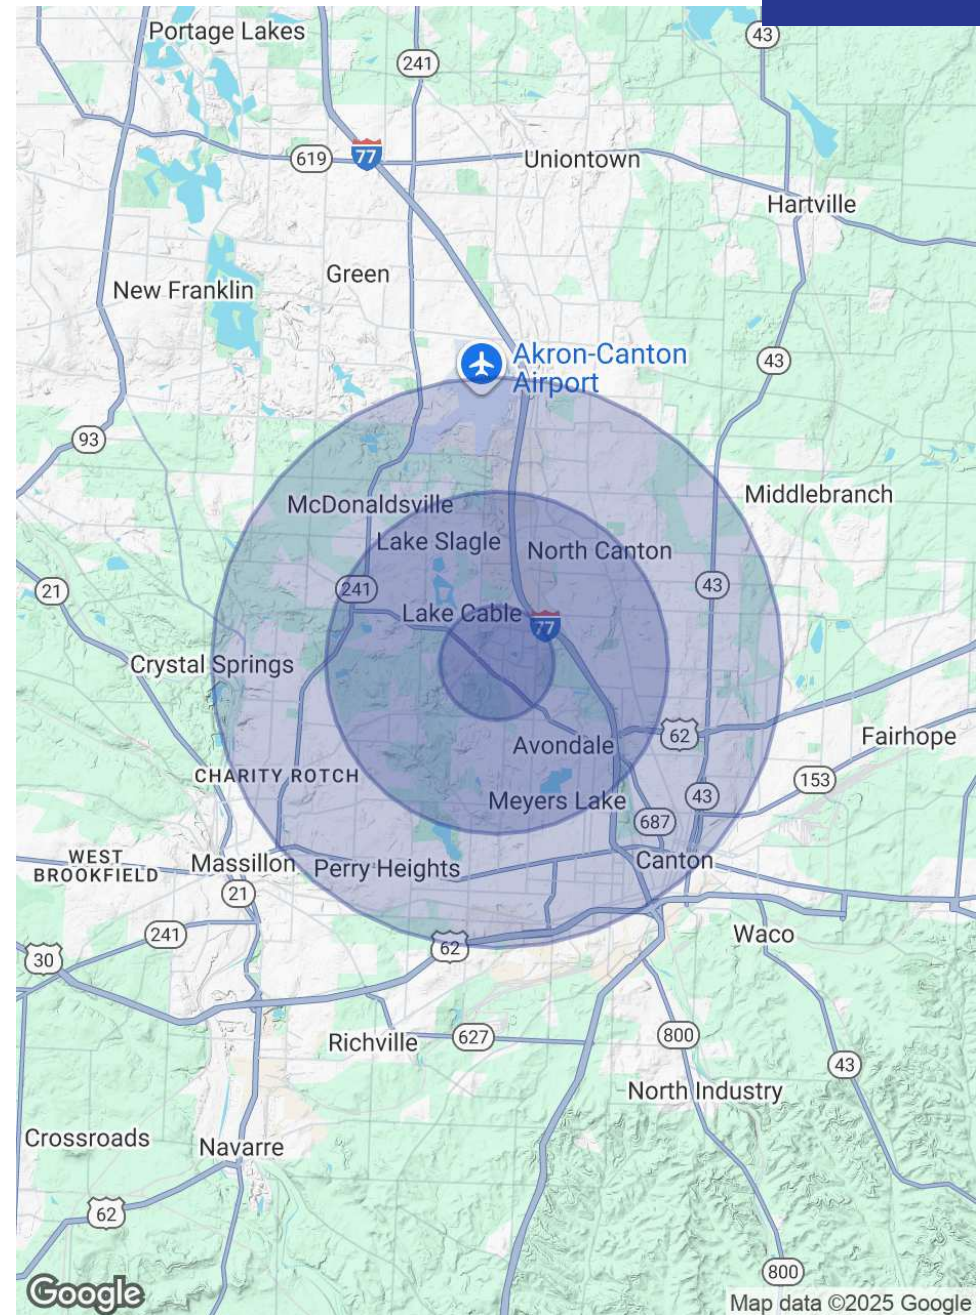 Portage Lakes
43
241
619
77
Uniontown
Hartville
Green
New Franklin
Akron-Canton
Airport
43
93
McDonaldsville
Middlebranch
Lake Slagle
North Canton
21
241
43
Lake Cable
77
Crystal Springs
62
Fairhope
Avondale
CHARITY ROTCH
153
Meyers Lake
43
687
WEST
BROOKFIELD
Massillon
Perry Heights
Canton
21
241
62
Waco
30
Richville
627
800
43
North Industry
Crossroads
Navarre
62
800
Google
Map data ©2025 Google